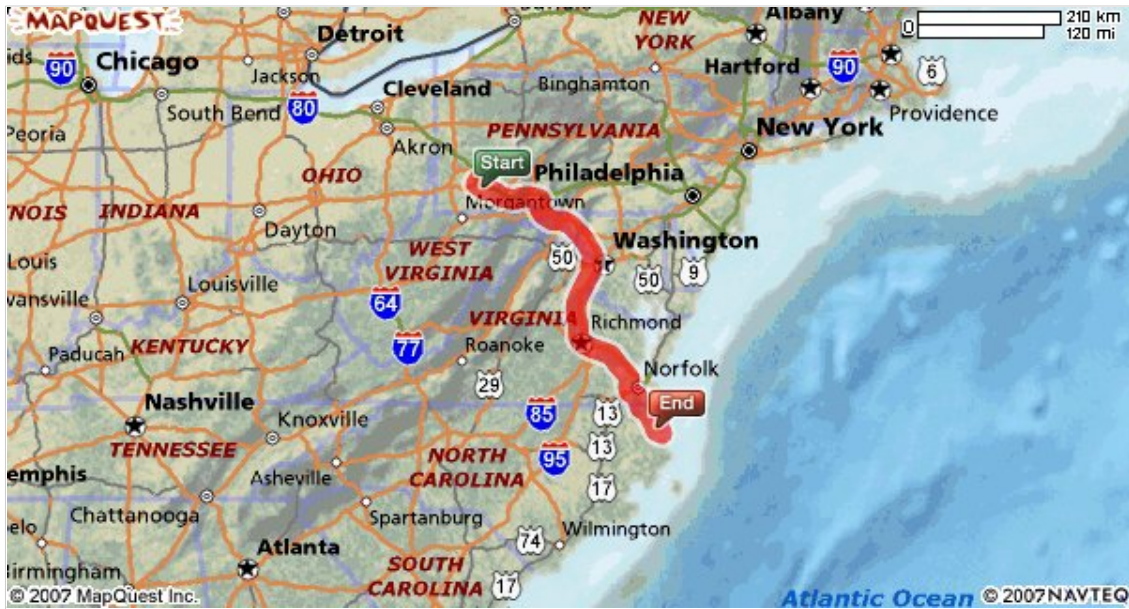 MAPQUEST
Buffalo
Albany
210 km
0
120 mi
NEW
YORK
Detroit
90
Chicago
Jackson
Cleveland
Binghamton
Hartford
90
6
South Bend
80
Providence
Peoria
Akron
PENNSYLVANIA
New York
OHIO
Start
Philadelphia
NOIS
INDIANA
Morgantown
Dayton
WEST
VIRGINIA
50
Washington
50
9
Louis
vansville
Louisville
64
VIRGINIA
Richmond
Paducah
KENTUCKY
77
Roanoke
29
Norfolk
Nashville
Knoxville
85
13
End
TENNESSEE
NORTH
CAROLINA
95
13
emphis
Asheville
17
Chattanooga
Spartanburg
elo
74
Wilmington
Atlanta
SOUTH
CAROLINA
17
Birmingham
© 2007 MapQuest Inc.
Atlantic Ocean
© 2007 NAVTEQ